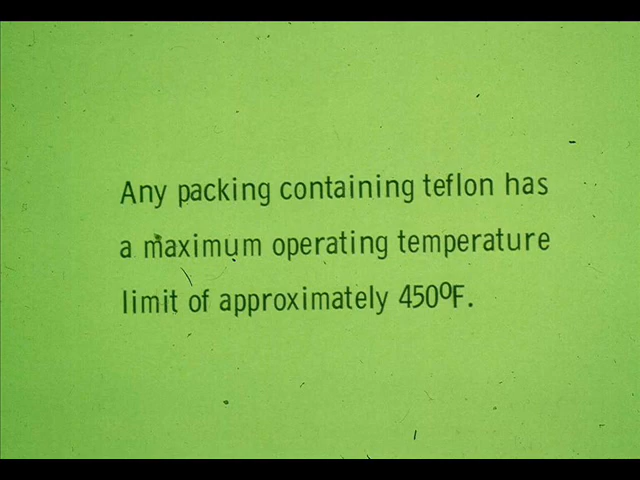 Any packing containing teflon has
a maximum operating temperature
limit of approximately 450ºF.